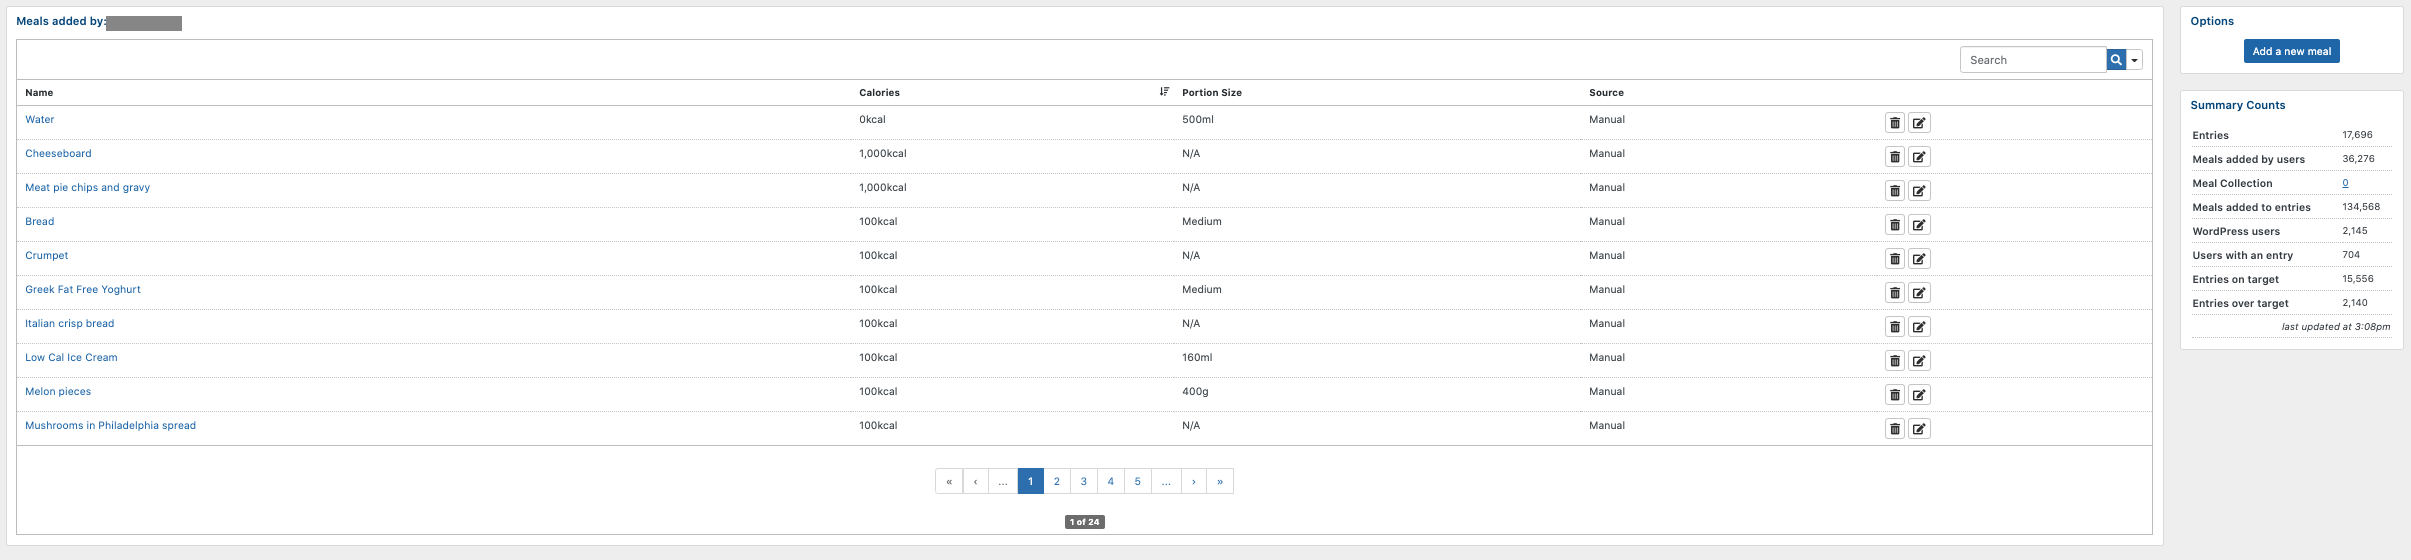 Meals added by:
Search
Name Calories Portion Size Source
Water 0kcal 500ml Manual
Cheeseboard 1,000kcal N/A Manual
Meat pie chips and gravy 1,000kcal N/A Manual
Bread 100kcal Medium Manual
Crumpet 100kcal N/A Manual
Greek Fat Free Yoghurt 100kcal Medium Manual
Italian crisp bread 100kcal N/A Manual
Low Cal Ice Cream 100kcal 160ml Manual
Melon pieces 100kcal 400g Manual
Mushrooms in Philadelphia spread 100kcal N/A Manual
« ‹ ... 1 2 3 4 5 ... › »
1 of 24
Options
Add a new meal
Summary Counts
Entries 17,696
Meals added by users 36,276
Meal Collection 0
Meals added to entries 134,568
WordPress users 2,145
Users with an entry 704
Entries on target 15,556
Entries over target 2,140
last updated at 3:08pm